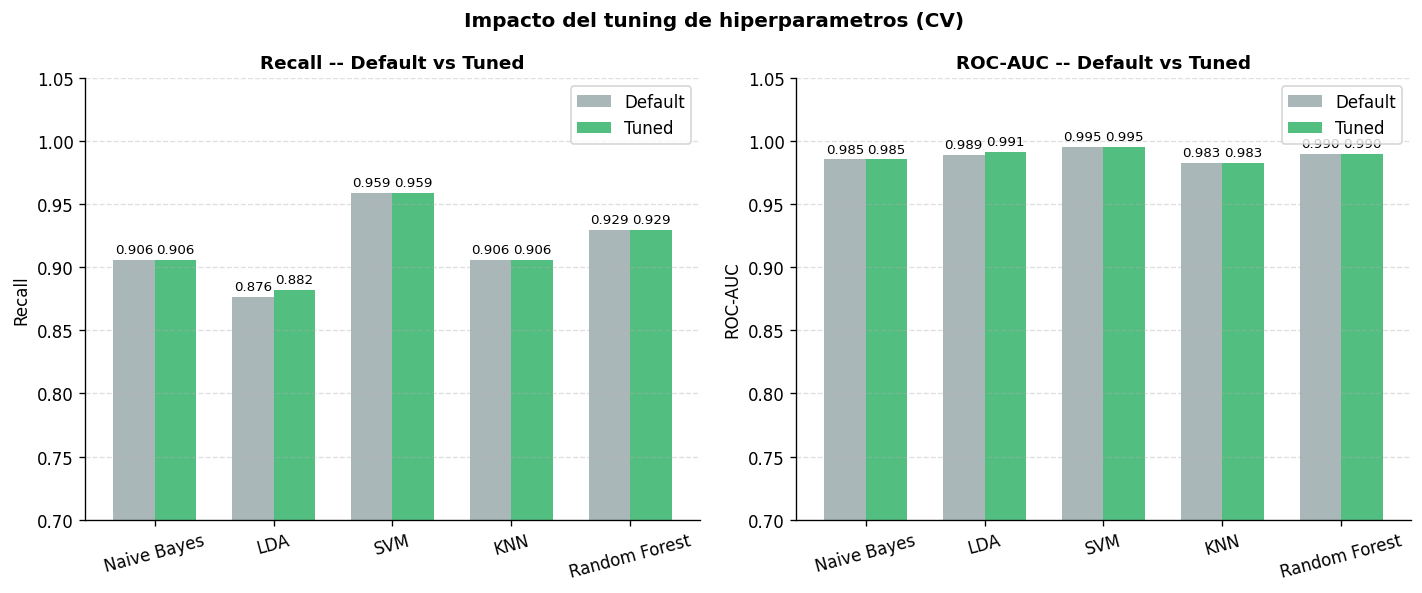 Impacto del tuning de hiperparametros (CV)
Recall -- Default vs Tuned
1.05
1.00
0.95
0.90
0.85
0.80
0.75
0.70
Recall
Default
Tuned
0.906 0.906
0.876 0.882
0.959 0.959
0.906 0.906
0.929 0.929
Naive Bayes
LDA
SVM
KNN
Random Forest
ROC-AUC -- Default vs Tuned
1.05
1.00
0.95
0.90
0.85
0.80
0.75
0.70
ROC-AUC
Default
Tuned
0.985 0.985
0.989 0.991
0.995 0.995
0.983 0.983
Naive Bayes
LDA
SVM
KNN
Random Forest